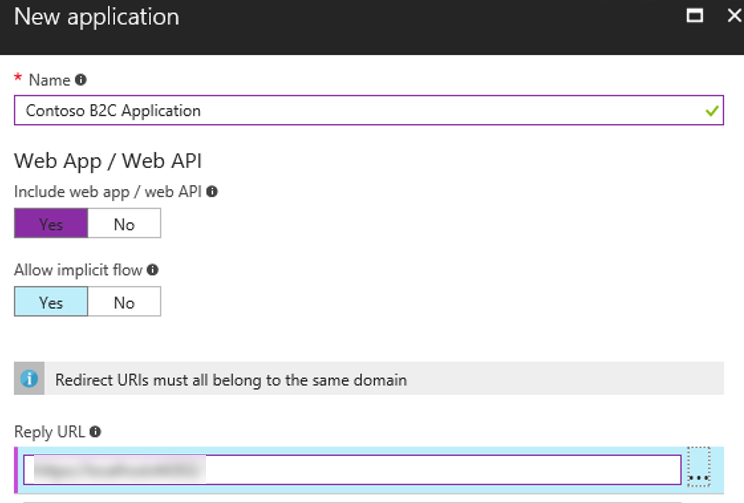 New application
* Name
Contoso B2C Application
Web App / Web API
Include web app / web API
Yes No
Allow implicit flow
Yes No
Redirect URIs must all belong to the same domain
Reply URL
...